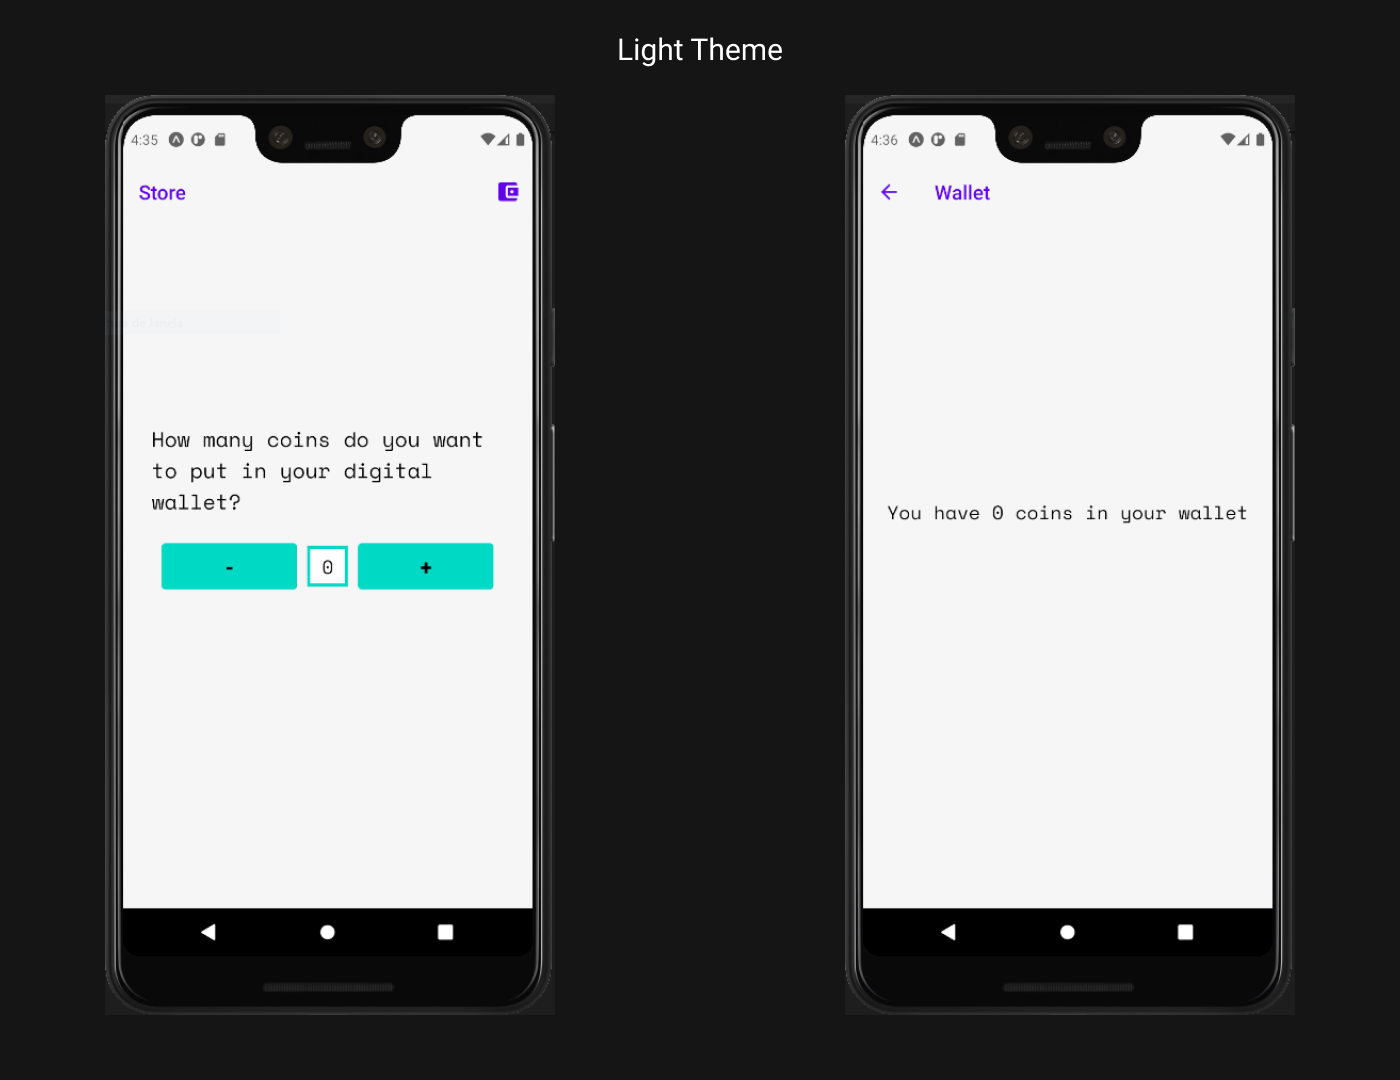 Light Theme
4:35
Store
How many coins do you want
to put in your digital
wallet?
-
0
+
4:36
Wallet
You have 0 coins in your wallet